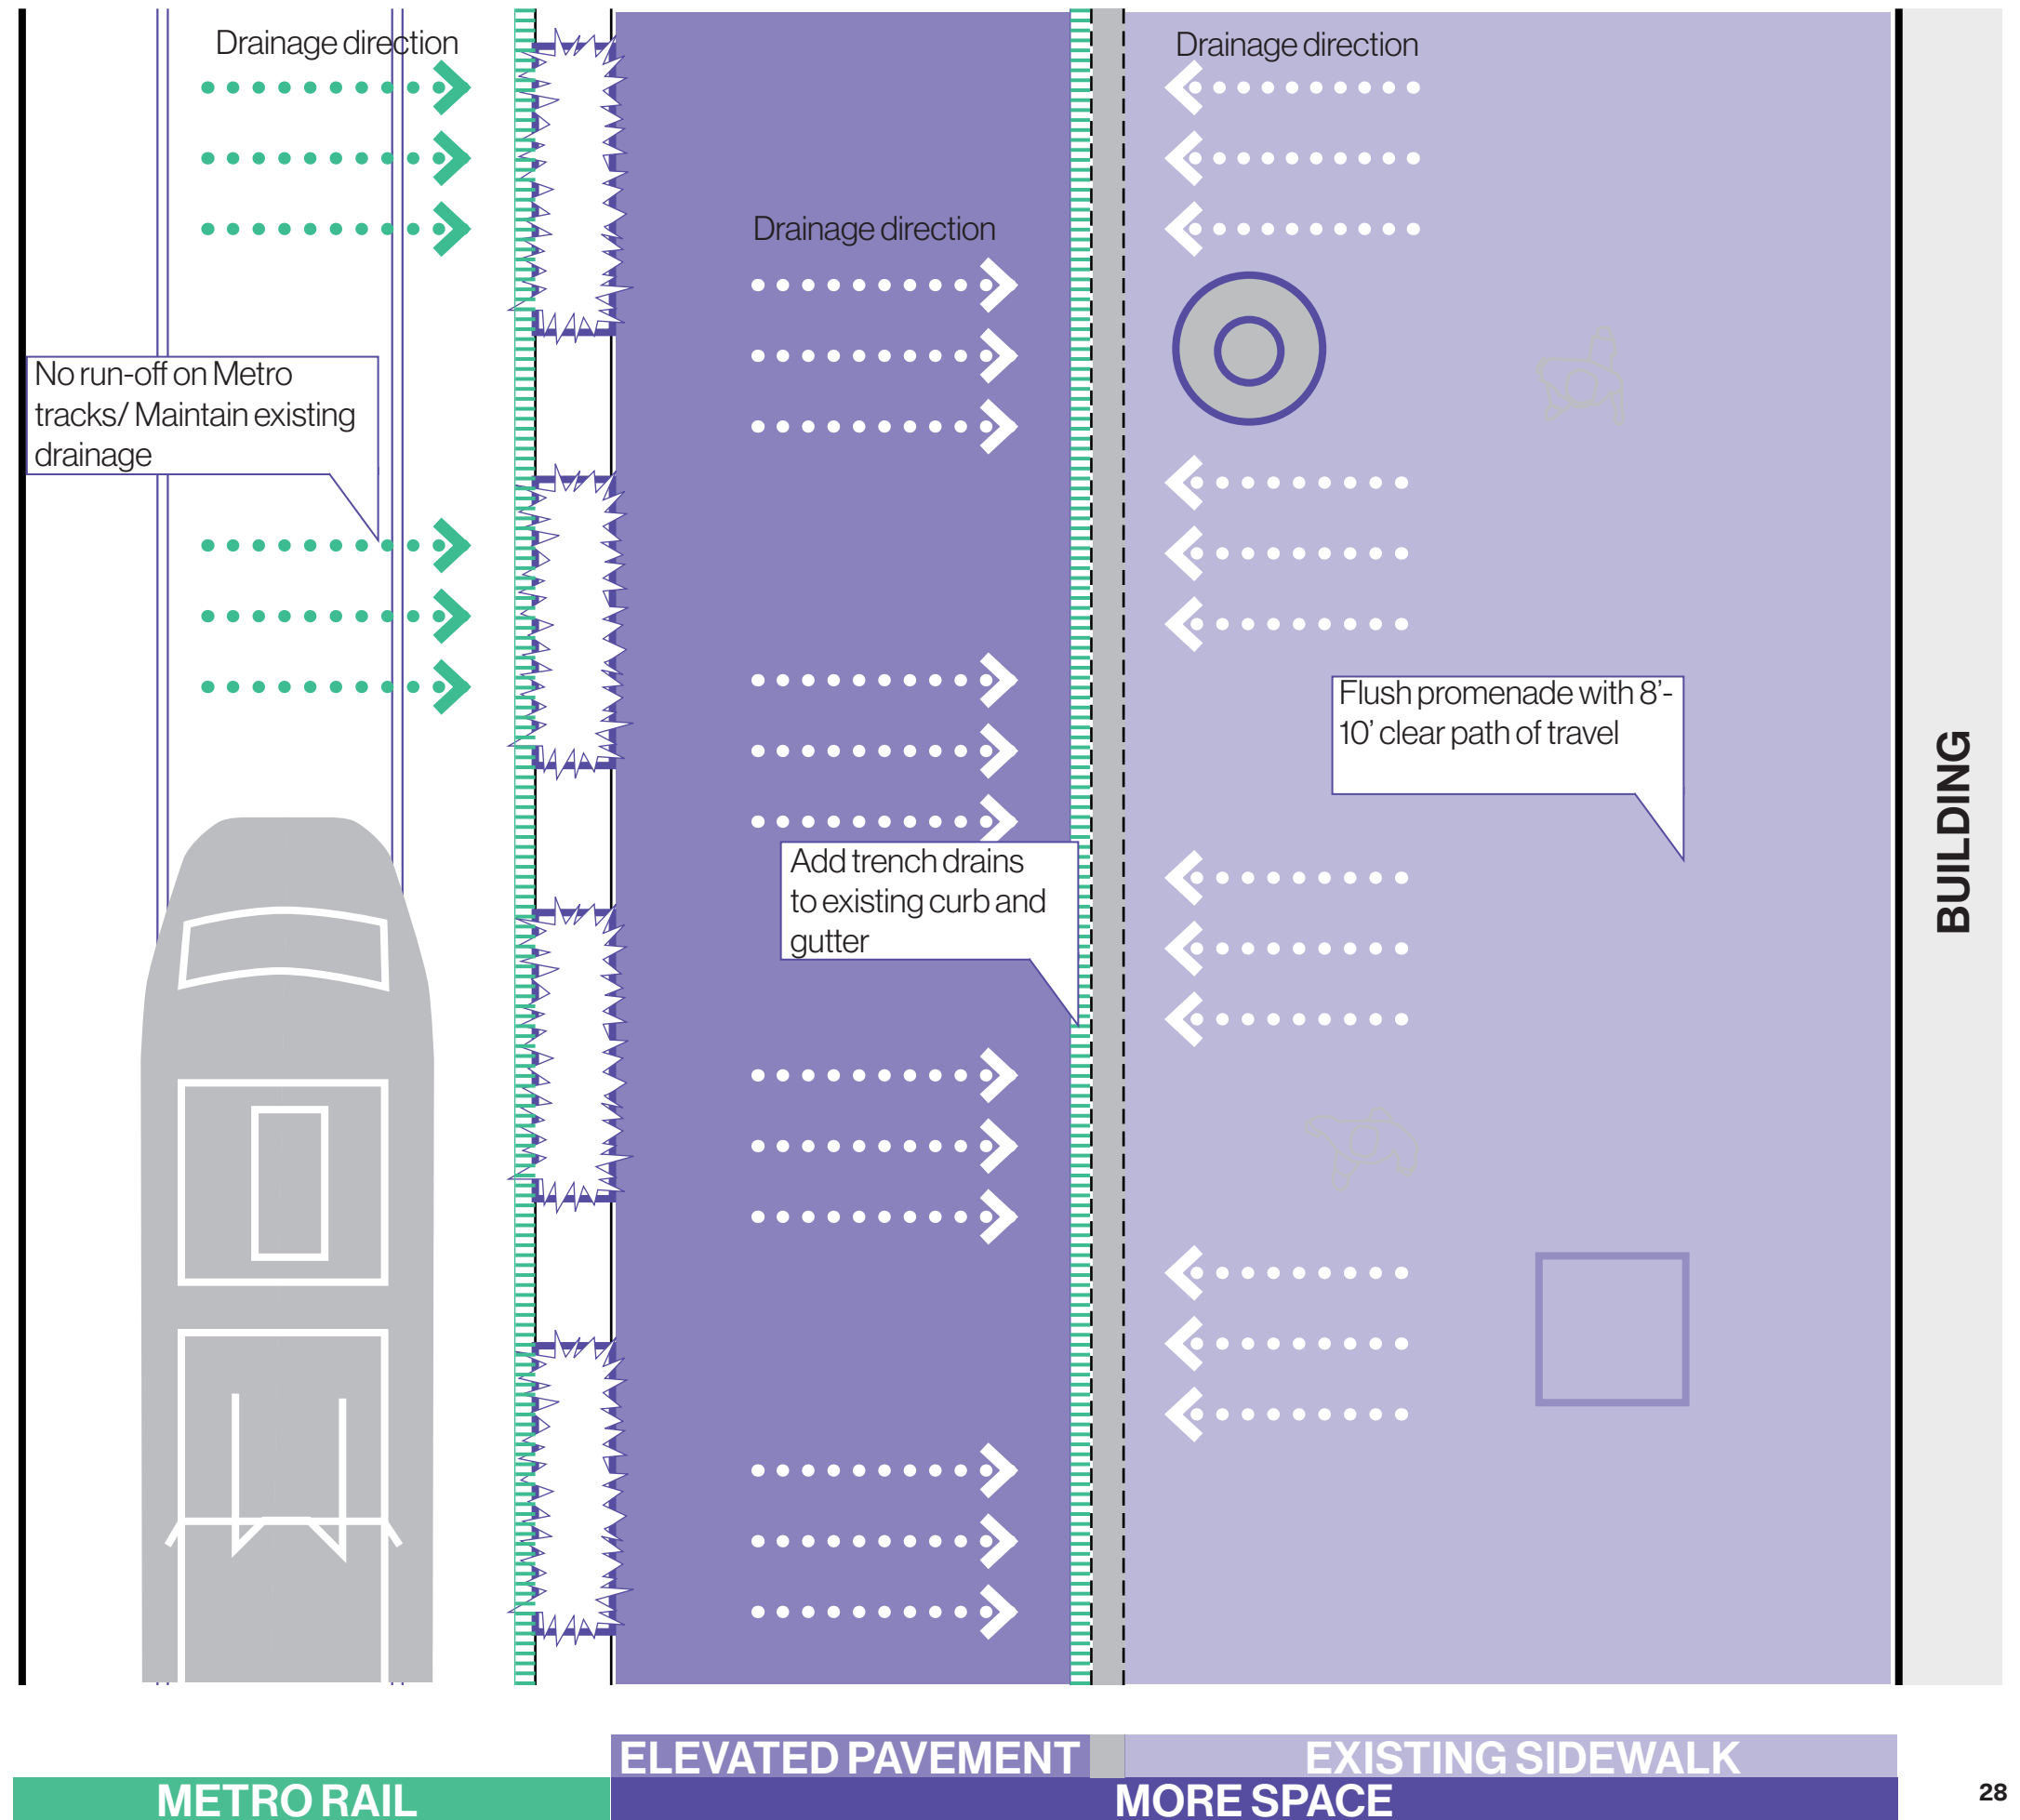 Drainage direction
Drainage direction
Drainage direction
No run-off on Metro
tracks/ Maintain existing
drainage
Flush promenade with 8'-
10' clear path of travel
Add trench drains
to existing curb and
gutter
BUILDING
ELEVATED PAVEMENT
EXISTING SIDEWALK
METRO RAIL
MORE SPACE
28